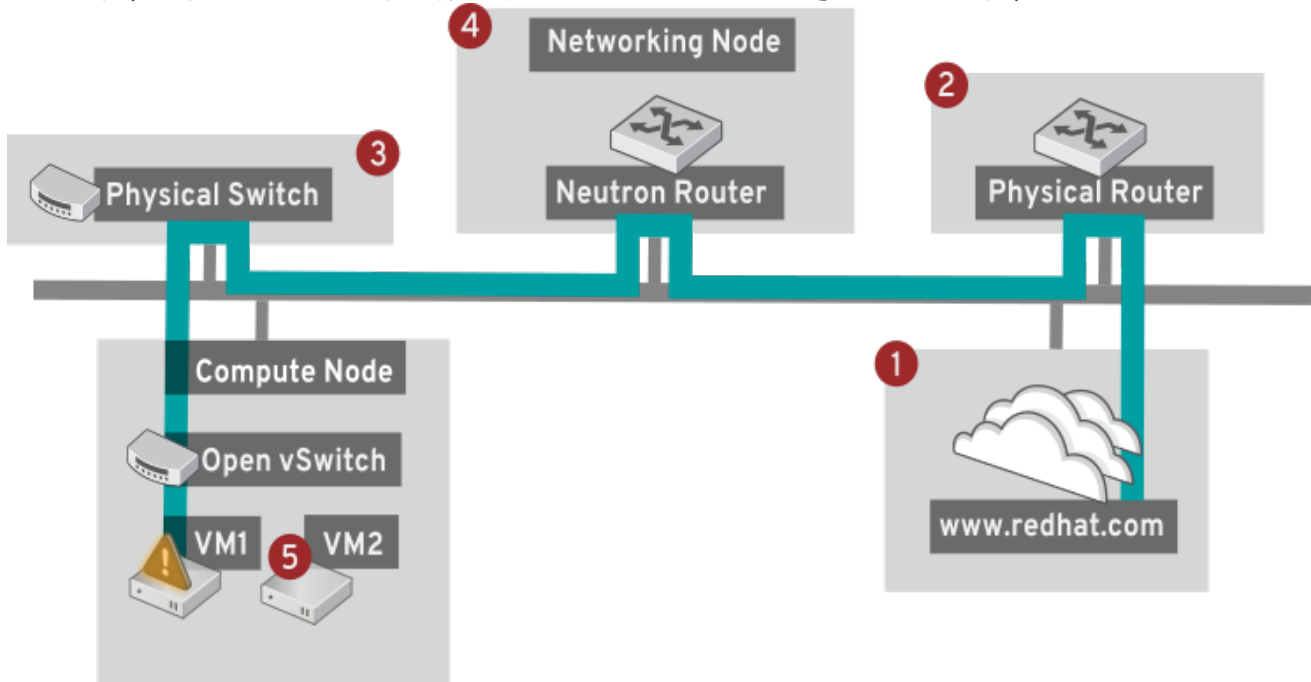 4
Networking Node
2
3
Physical Switch
Neutron Router
Physical Router
Compute Node
1
Open vSwitch
VM1
VM2
5
www.redhat.com